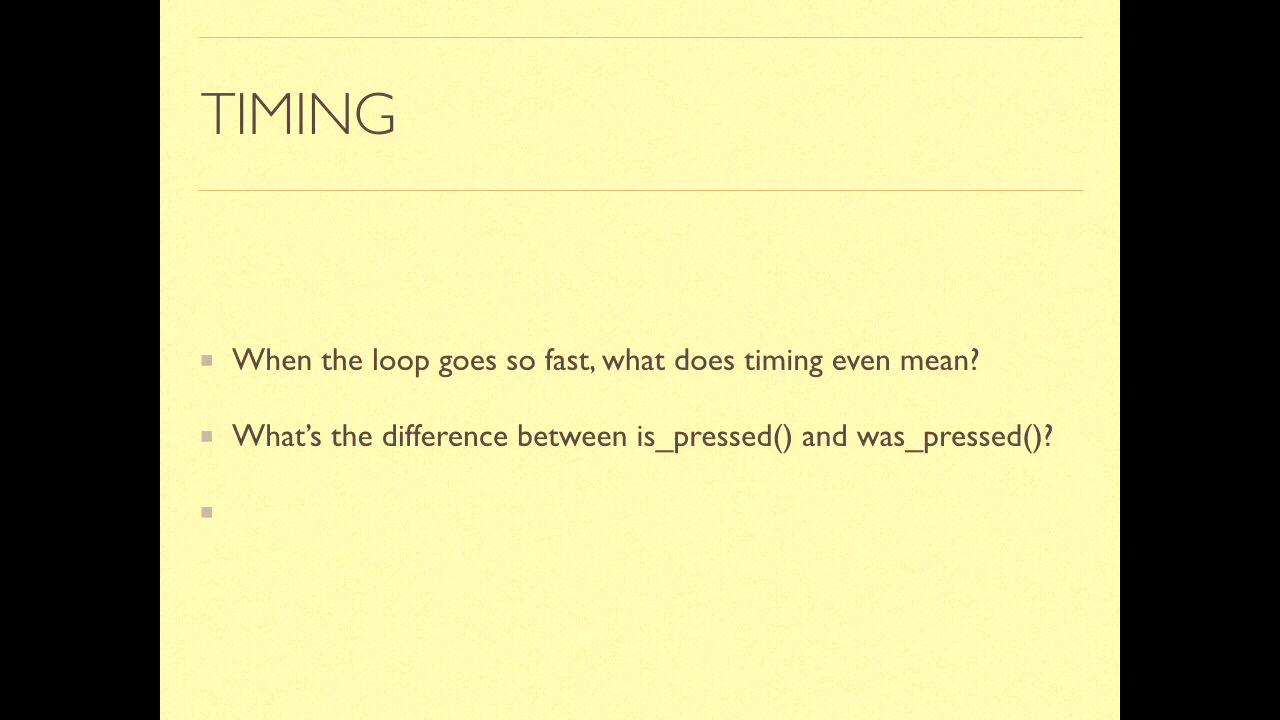 TIMING
When the loop goes so fast, what does timing even mean?
What’s the difference between is_pressed() and was_pressed()?